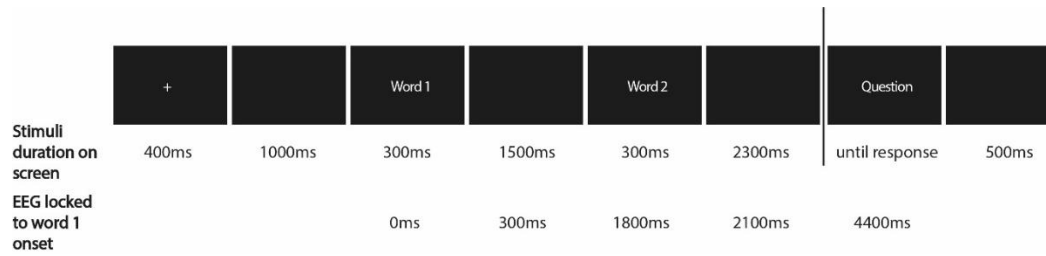 + Word 1 Word 2 Question
Stimuli
duration on 400ms 1000ms 300ms 1500ms 300ms 2300ms until response 500ms
screen
EEG locked
to word 1 0ms 300ms 1800ms 2100ms 4400ms
onset